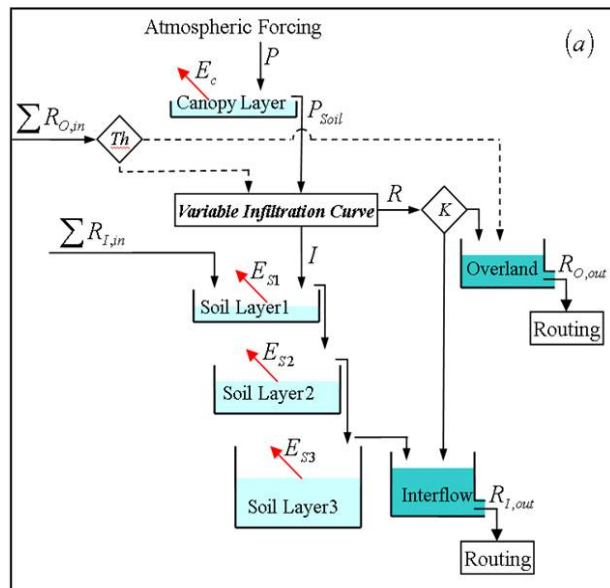 Atmospheric Forcing
(a)
P
E_c
Canopy Layer
P_Soil
∑ R_O,in
Th
Variable Infiltration Curve
R
K
∑ R_I,in
I
E_S1
Soil Layer1
Overland
R_O,out
Routing
E_S2
Soil Layer2
E_S3
Soil Layer3
Interflow
R_I,out
Routing